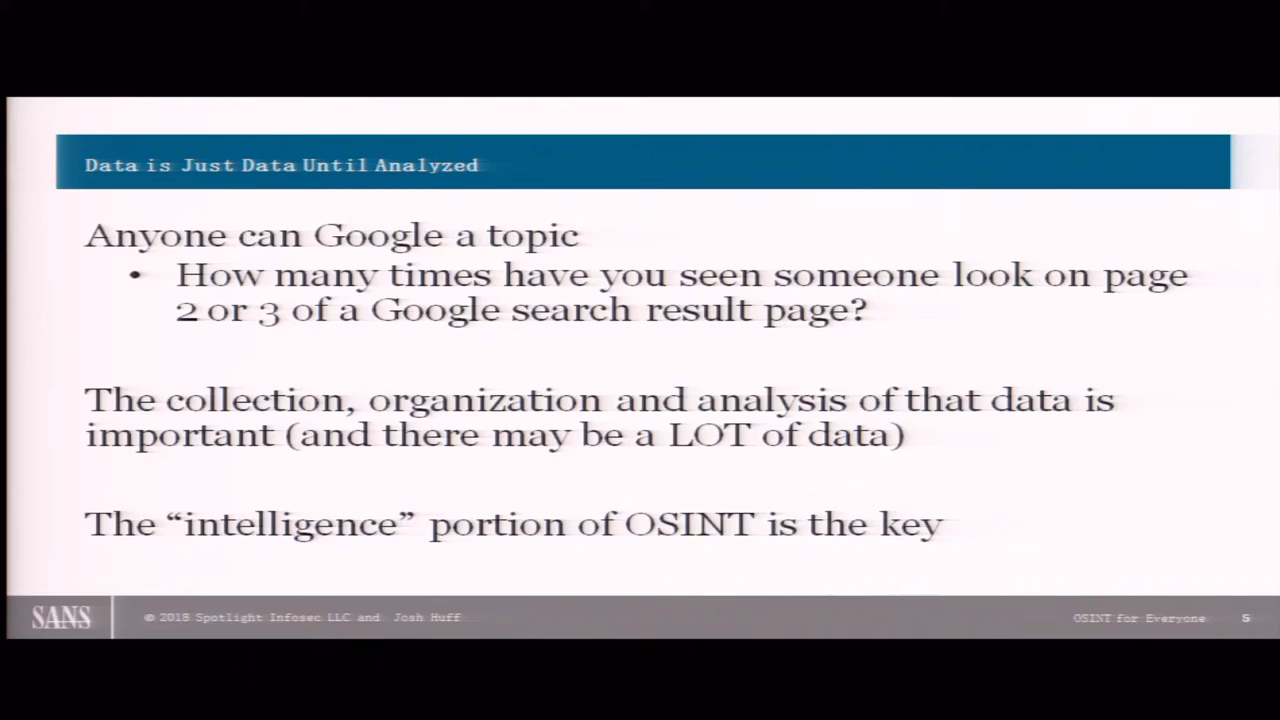 Data is Just Data Until Analyzed
Anyone can Google a topic
• How many times have you seen someone look on page
2 or 3 of a Google search result page?
The collection, organization and analysis of that data is
important (and there may be a LOT of data)
The “intelligence” portion of OSINT is the key
SANS
© 2018 Spotlight Infosec LLC and Josh Huff
OSINT for Everyone 5